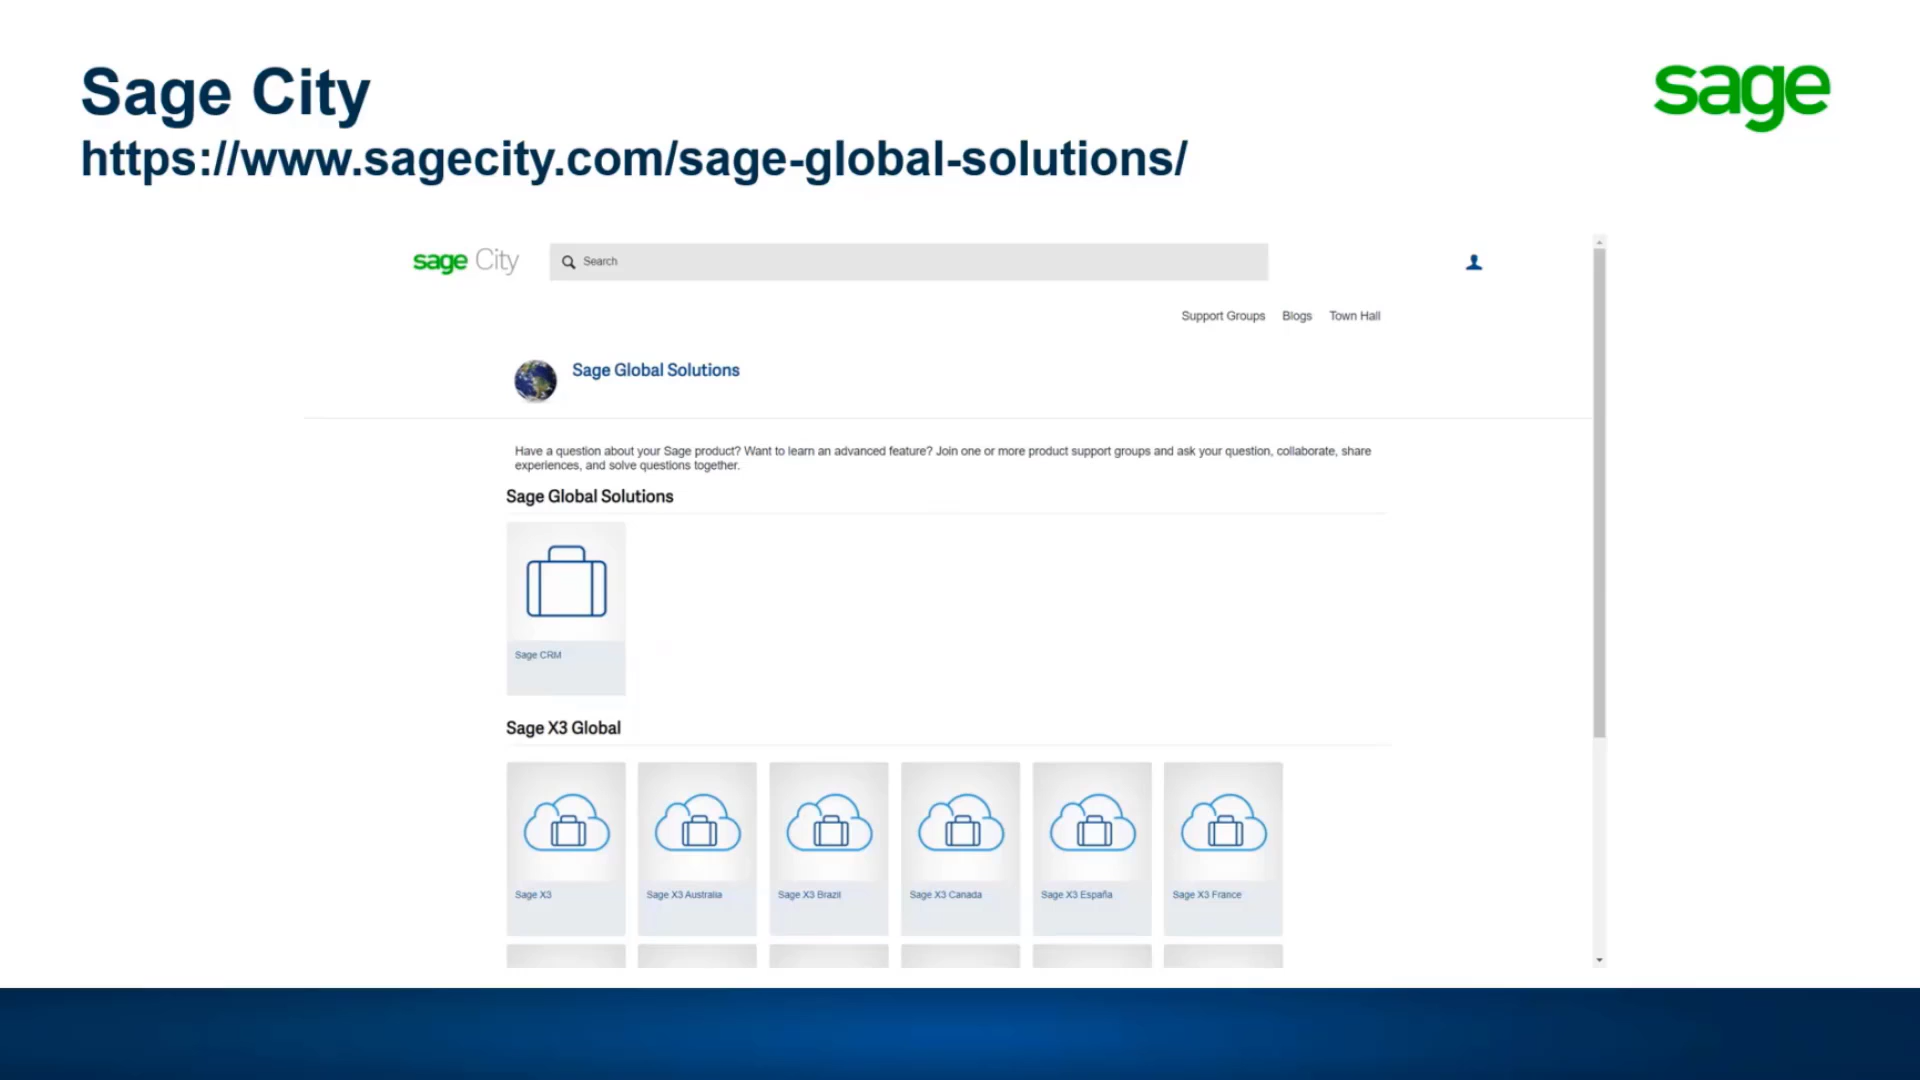 Sage City
sage
https://www.sagecity.com/sage-global-solutions/
sage City
Search
Support Groups Blogs Town Hall
Sage Global Solutions
Have a question about your Sage product? Want to learn an advanced feature? Join one or more product support groups and ask your question, collaborate, share
experiences, and solve questions together.
Sage Global Solutions
Sage CRM
Sage X3 Global
Sage X3 Sage X3 Australia Sage X3 Brazil Sage X3 Canada Sage X3 España Sage X3 France